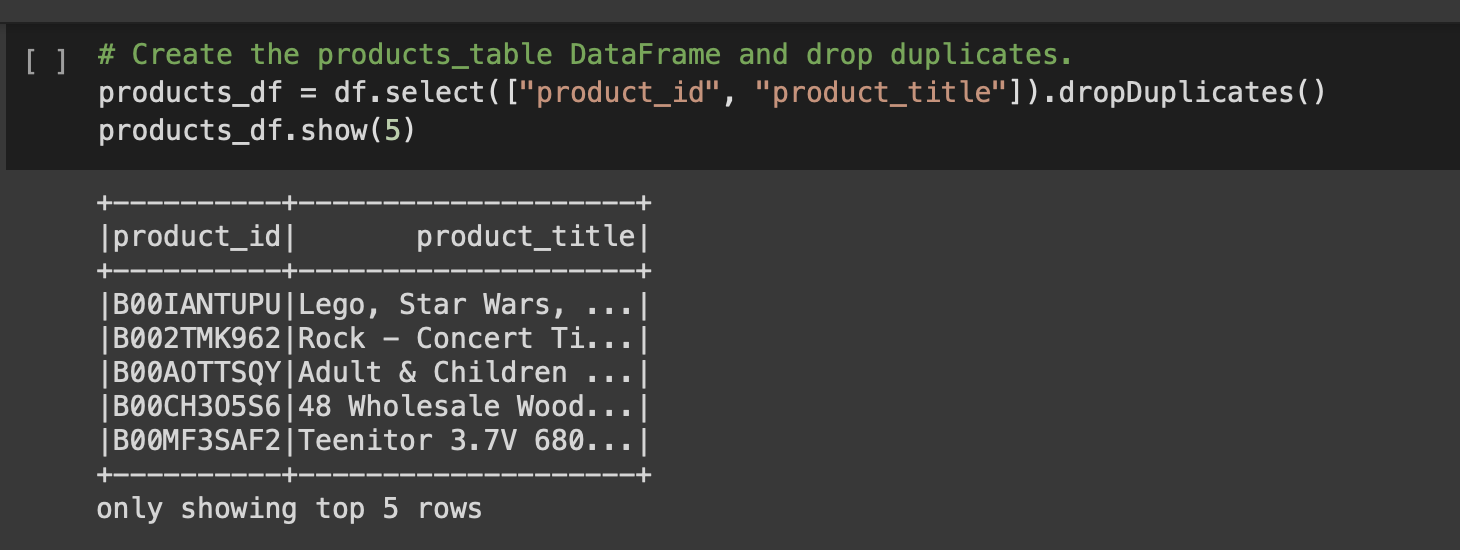 [ ] # Create the products_table DataFrame and drop duplicates.
products_df = df.select(["product_id", "product_title"]).dropDuplicates()
products_df.show(5)
+----------+--------------------+
|product_id|       product_title|
+----------+--------------------+
|B00IANTUPU|Lego, Star Wars, ...|
|B002TMK962|Rock - Concert Ti...|
|B00AOTTSQY|Adult & Children ...|
|B00CH3O5S6|48 Wholesale Wood...|
|B00MF3SAF2|Teenitor 3.7V 680...|
+----------+--------------------+
only showing top 5 rows